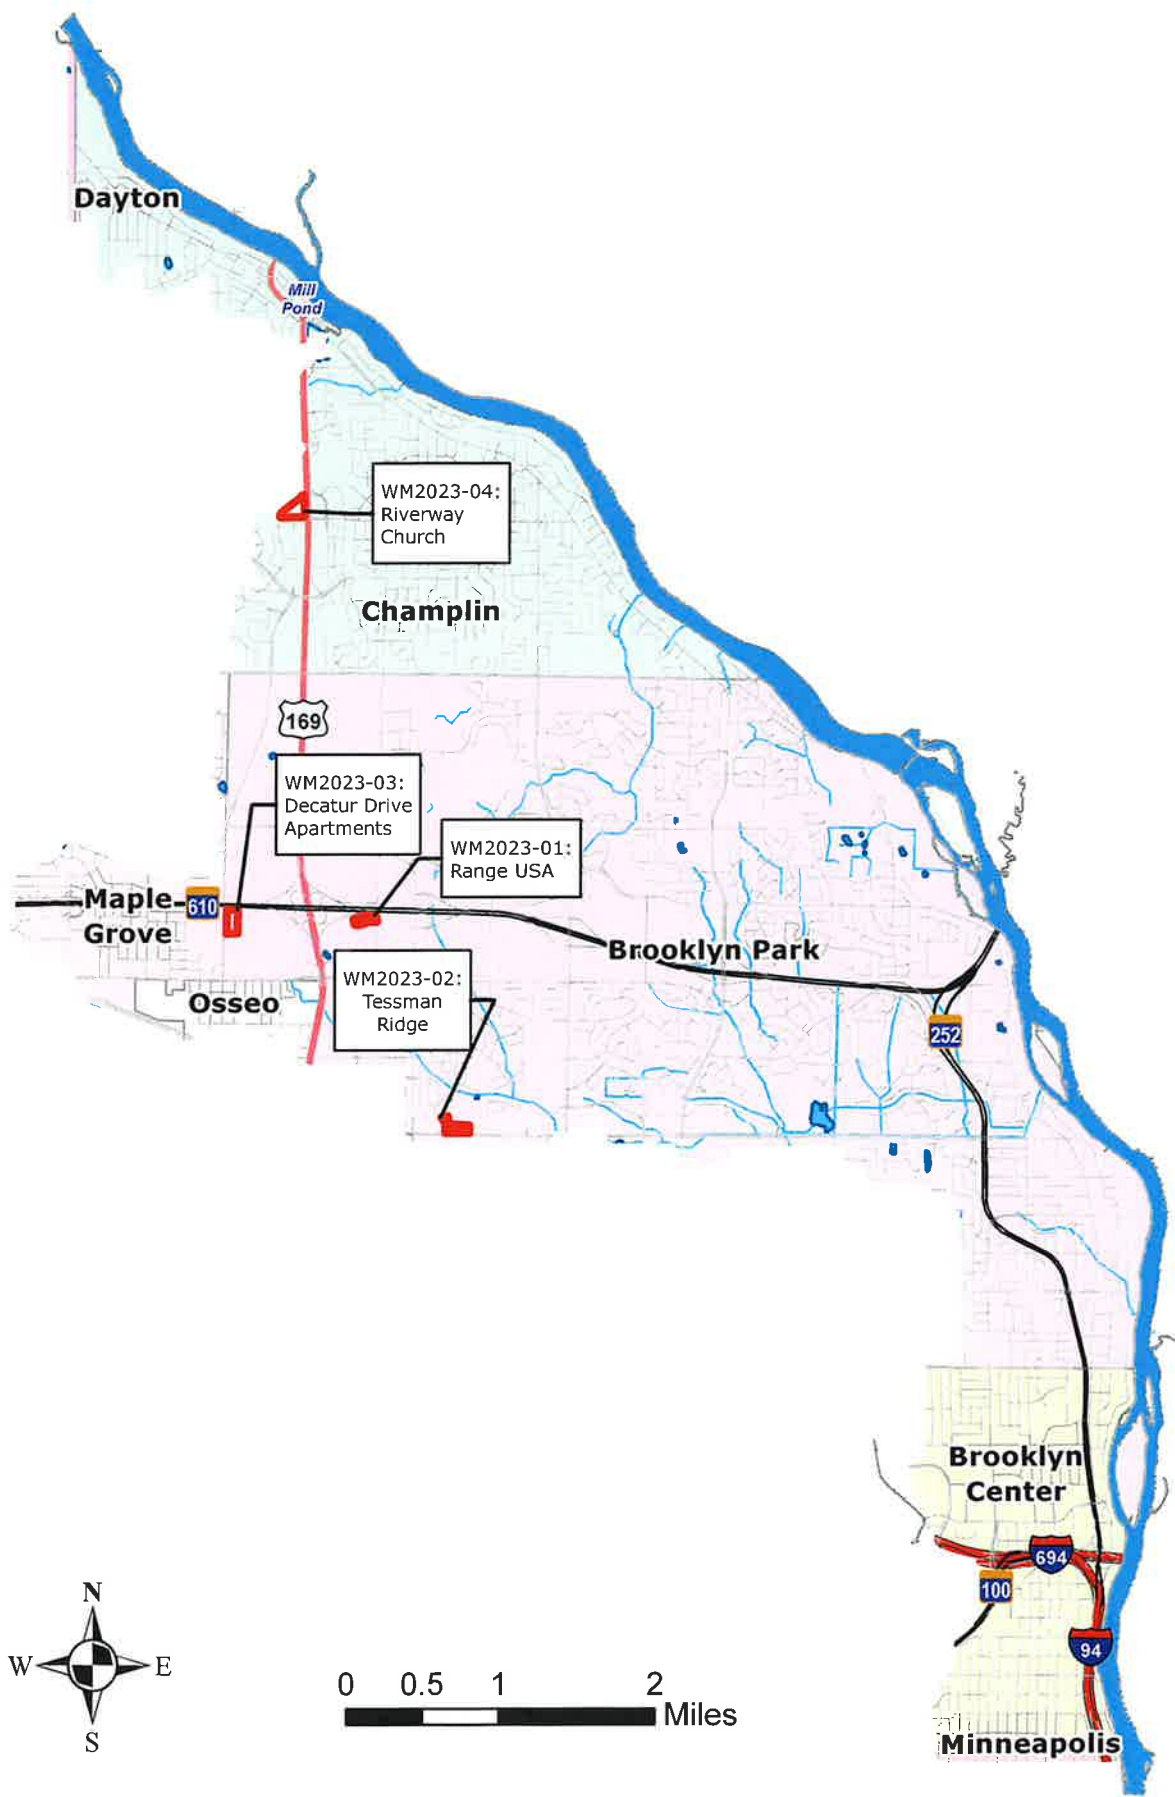 Dayton
Mill
Pond
WM2023-04:
Riverway
Church
Champlin
169
WM2023-03:
Decatur Drive
Apartments
WM2023-01:
Range USA
Maple
Grove
610
Brooklyn Park
WM2023-02:
Tessman
Ridge
Osseo
252
Brooklyn
Center
694
100
94
Minneapolis
N
W
E
S
0 0.5 1 2
Miles